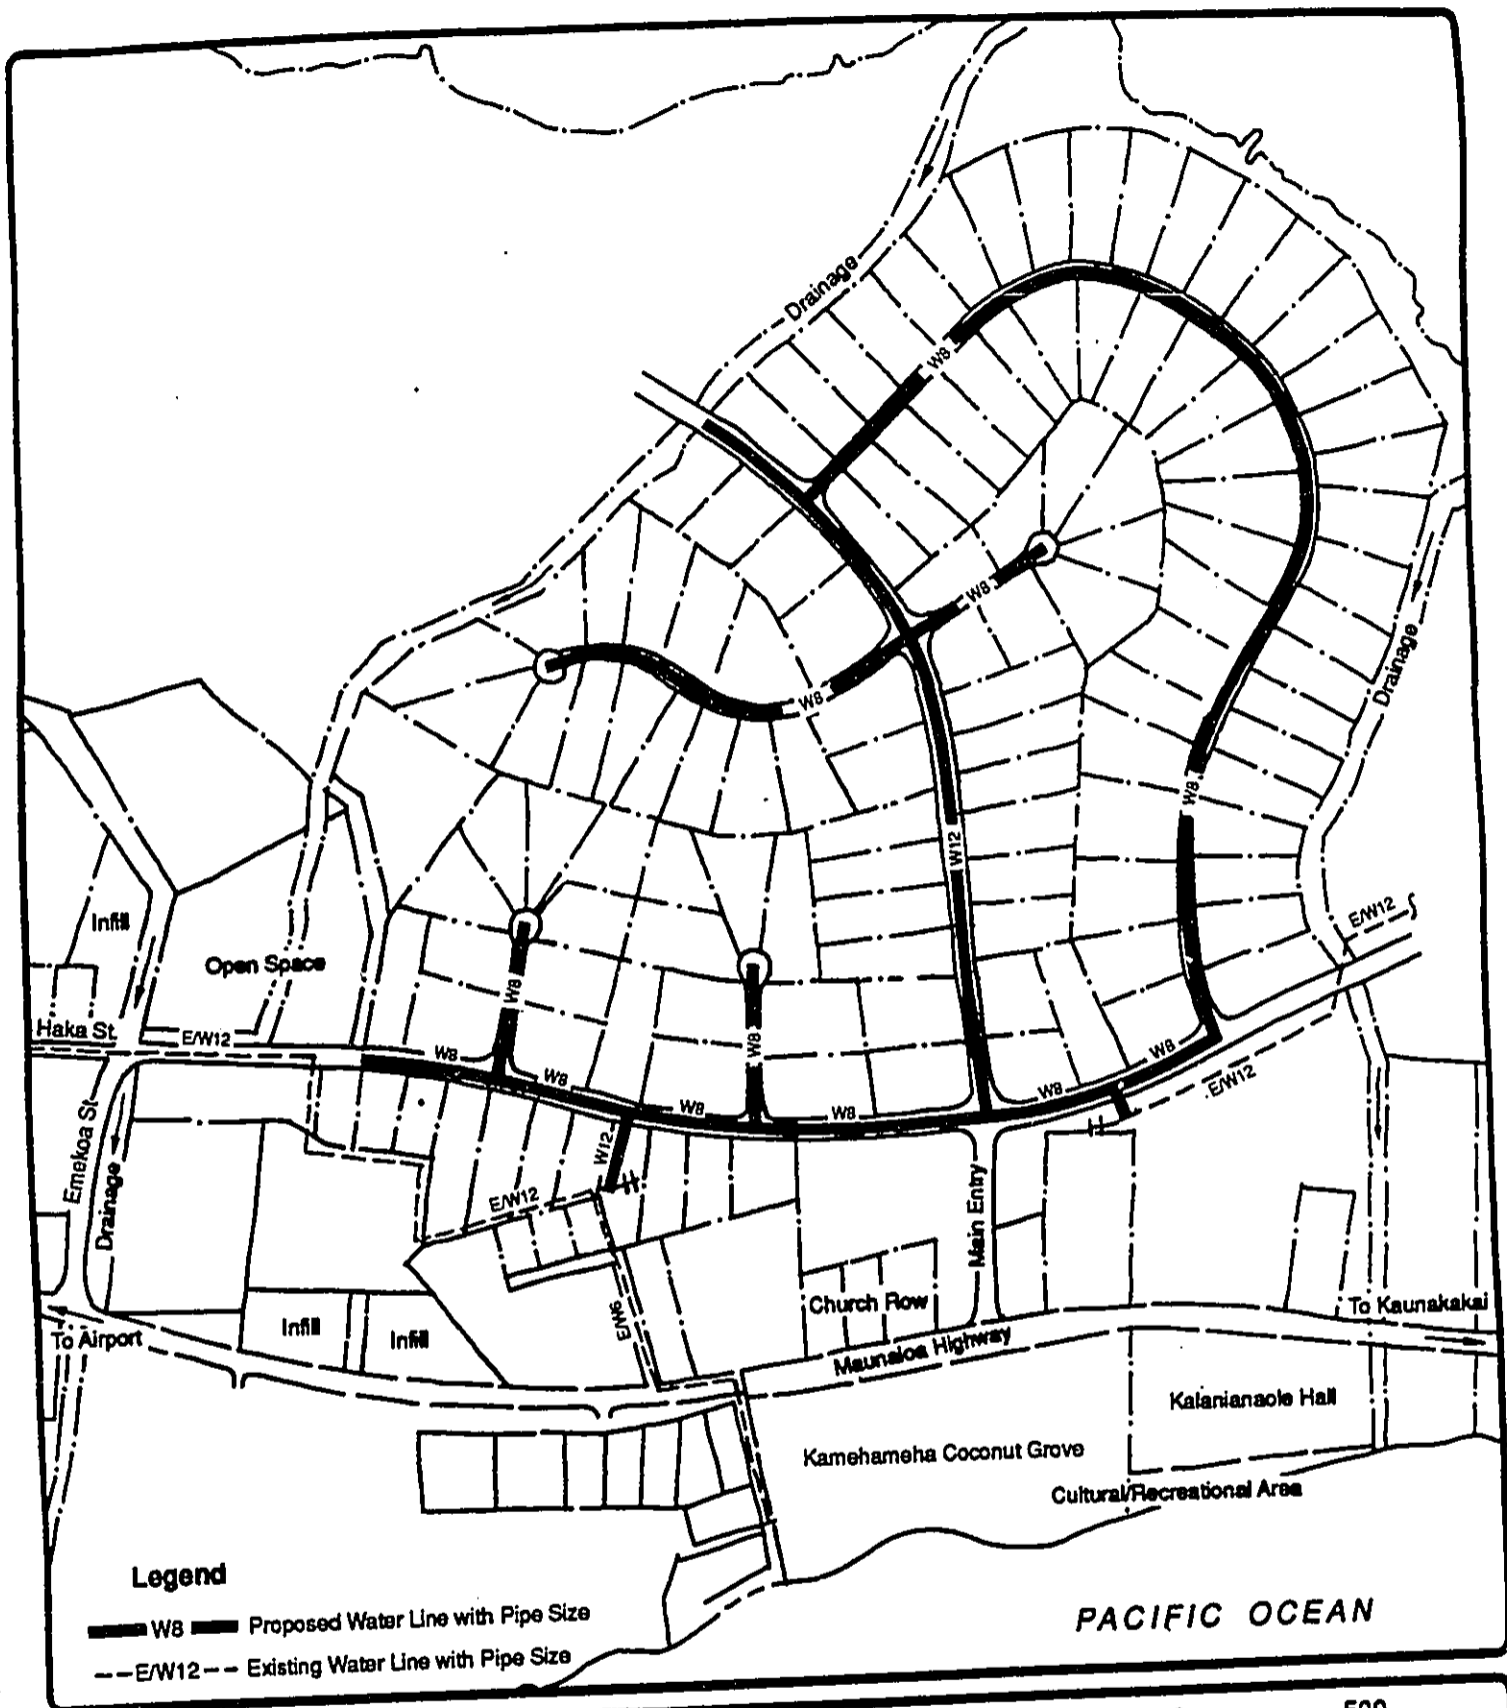 Drainage
W8
W8
W8
Drainage
W8
W12
E/W12
Infill
Open Space
W8
W8
Haka St.
E/W12
W8
W8
W8
W8
W8
W8
E/W12
Emekoa St.
Drainage
W12
E/W12
Main Entry
E/W6
Church Row
To Kaunakakai
Infill
Infill
To Airport
Maunaloa Highway
Kalanianaole Hall
Kamehameha Coconut Grove
Cultural/Recreational Area
Legend
W8 Proposed Water Line with Pipe Size
E/W12 Existing Water Line with Pipe Size
PACIFIC OCEAN